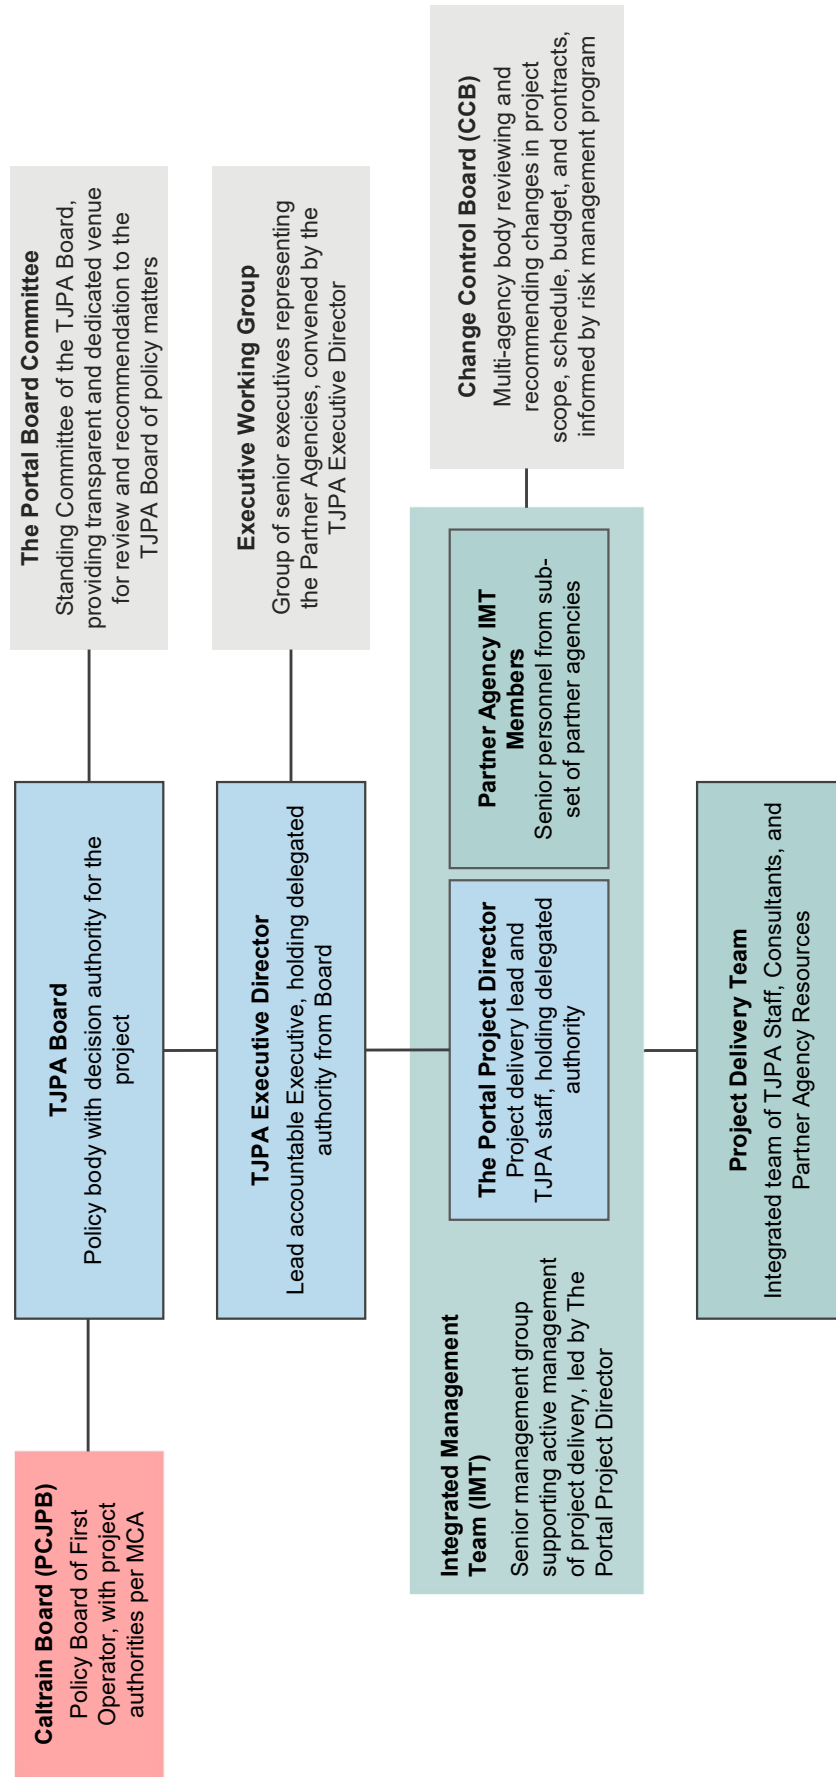 Caltrain Board (PCJPB)
Policy Board of First
Operator, with project
authorities per MCA
TJPA Board
Policy body with decision authority for the
project
The Portal Board Committee
Standing Committee of the TJPA Board,
providing transparent and dedicated venue
for review and recommendation to the
TJPA Board of policy matters
TJPA Executive Director
Lead accountable Executive, holding delegated
authority from Board
Executive Working Group
Group of senior executives representing
the Partner Agencies, convened by the
TJPA Executive Director
Integrated Management
Team (IMT)
Senior management group
supporting active management
of project delivery, led by The
Portal Project Director
The Portal Project Director
Project delivery lead and
TJPA staff, holding delegated
authority
Partner Agency IMT
Members
Senior personnel from sub-
set of partner agencies
Change Control Board (CCB)
Multi-agency body reviewing and
recommending changes in project
scope, schedule, budget, and contracts,
informed by risk management program
Project Delivery Team
Integrated team of TJPA Staff, Consultants, and
Partner Agency Resources